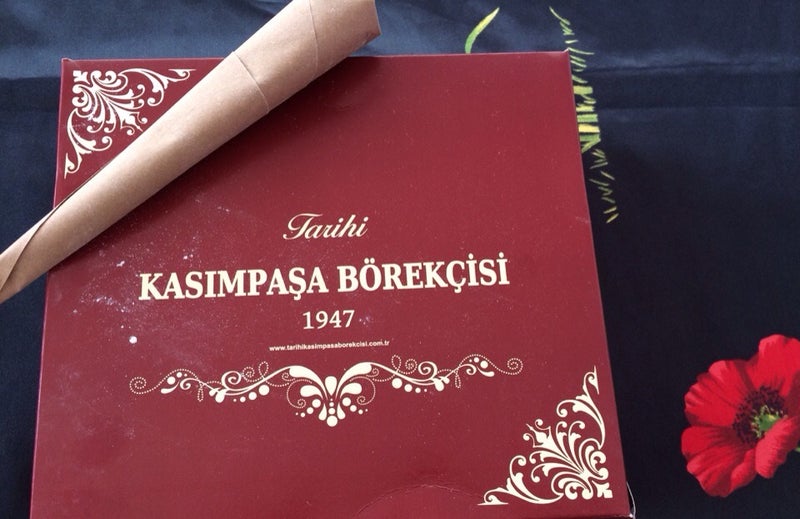 Tarihi
KASIMPAŞA BÖREKÇİSİ
1947
www.tarihikasimpasaborekcisi.com.tr